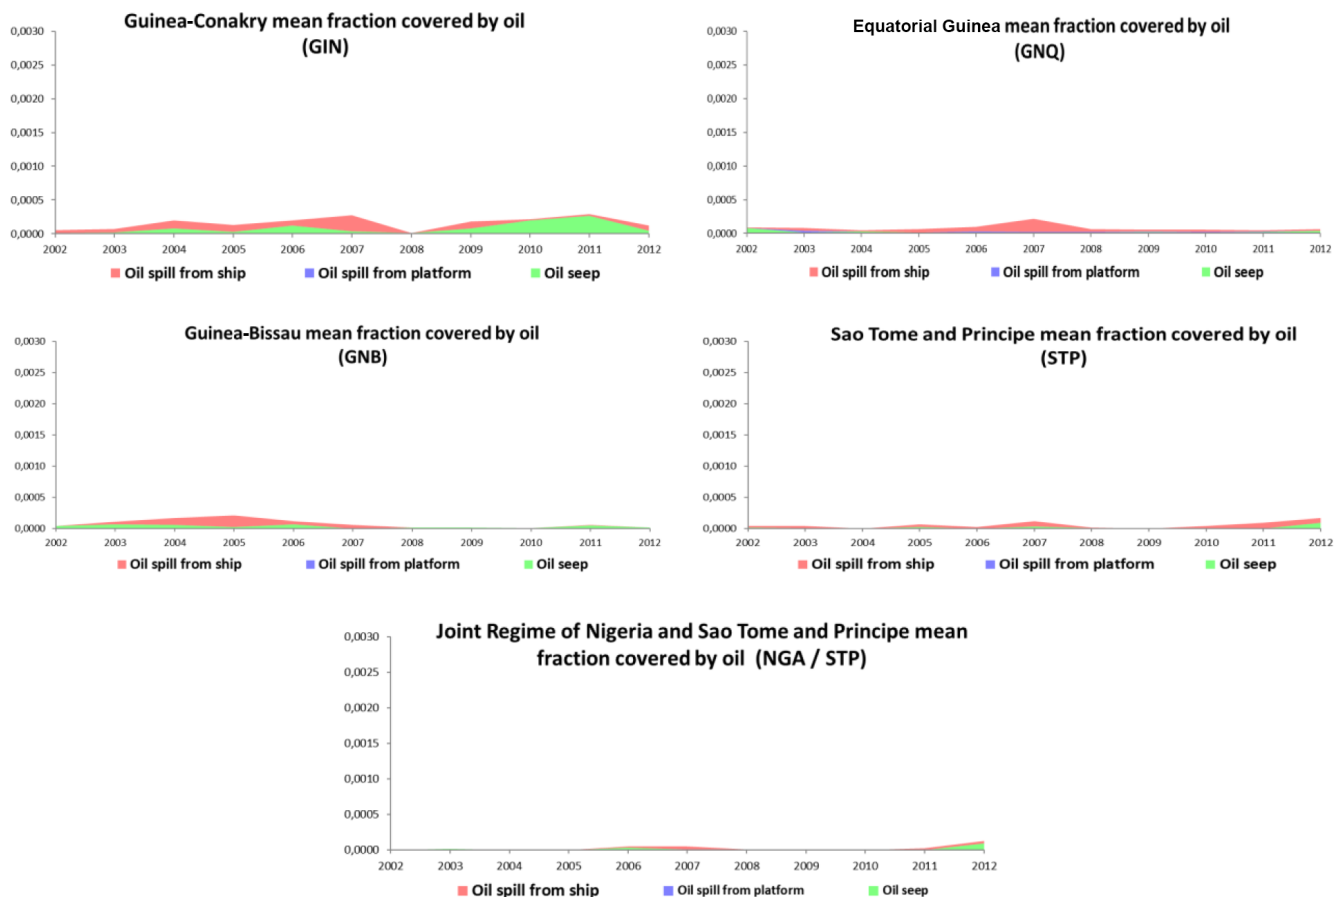 Guinea-Conakry mean fraction covered by oil
(GIN)
0,0030
0,0025
0,0020
0,0015
0,0010
0,0005
0,0000
2002 2003 2004 2005 2006 2007 2008 2009 2010 2011 2012
Oil spill from ship Oil spill from platform Oil seep
Equatorial Guinea mean fraction covered by oil
(GNQ)
0,0030
0,0025
0,0020
0,0015
0,0010
0,0005
0,0000
2002 2003 2004 2005 2006 2007 2008 2009 2010 2011 2012
Oil spill from ship Oil spill from platform Oil seep
Guinea-Bissau mean fraction covered by oil
(GNB)
0,0030
0,0025
0,0020
0,0015
0,0010
0,0005
0,0000
2002 2003 2004 2005 2006 2007 2008 2009 2010 2011 2012
Oil spill from ship Oil spill from platform Oil seep
Sao Tome and Principe mean fraction covered by oil
(STP)
0,0030
0,0025
0,0020
0,0015
0,0010
0,0005
0,0000
2002 2003 2004 2005 2006 2007 2008 2009 2010 2011 2012
Oil spill from ship Oil spill from platform Oil seep
Joint Regime of Nigeria and Sao Tome and Principe mean
fraction covered by oil (NGA / STP)
0,0030
0,0025
0,0020
0,0015
0,0010
0,0005
0,0000
2002 2003 2004 2005 2006 2007 2008 2009 2010 2011 2012
Oil spill from ship Oil spill from platform Oil seep